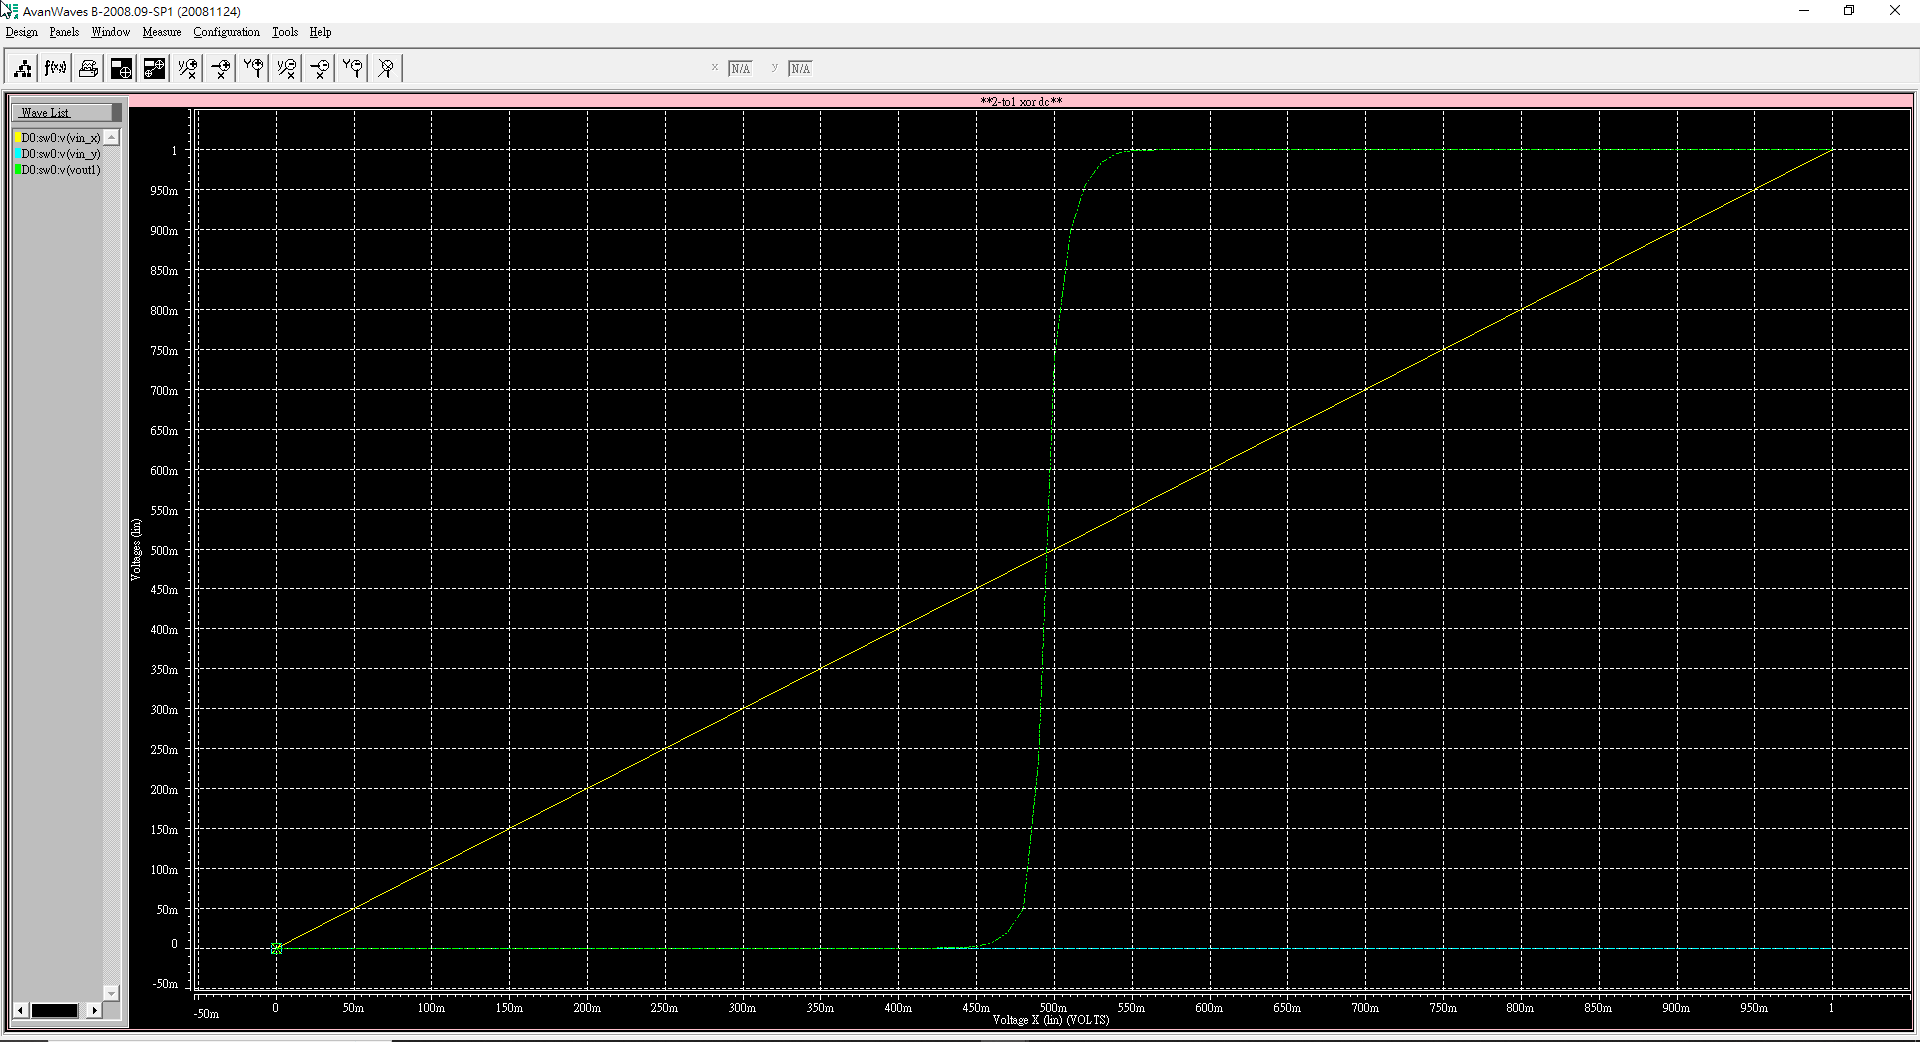 AvanWaves B-2008.09-SP1 (20081124)
Design Panels Window Measure Configuration Tools Help
f(x) x N/A y N/A
**2-to1 xor dc**
Wave List
D0:sw0:v(vin_x)
D0:sw0:v(vin_y)
D0:sw0:v(vout1)
Voltages (lin)
1
950m
900m
850m
800m
750m
700m
650m
600m
550m
500m
450m
400m
350m
300m
250m
200m
150m
100m
50m
0
-50m
-50m 0 50m 100m 150m 200m 250m 300m 350m 400m 450m 500m 550m 600m 650m 700m 750m 800m 850m 900m 950m 1
Voltage X (lin) (VOLTS)